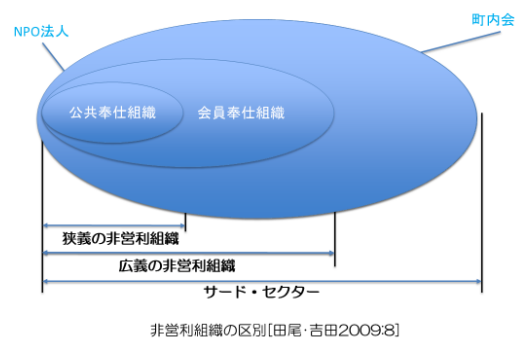 町内会
NPO法人
公共奉仕組織 会員奉仕組織
狭義の非営利組織
広義の非営利組織
サード・セクター
非営利組織の区別[田尾・吉田2009:8]